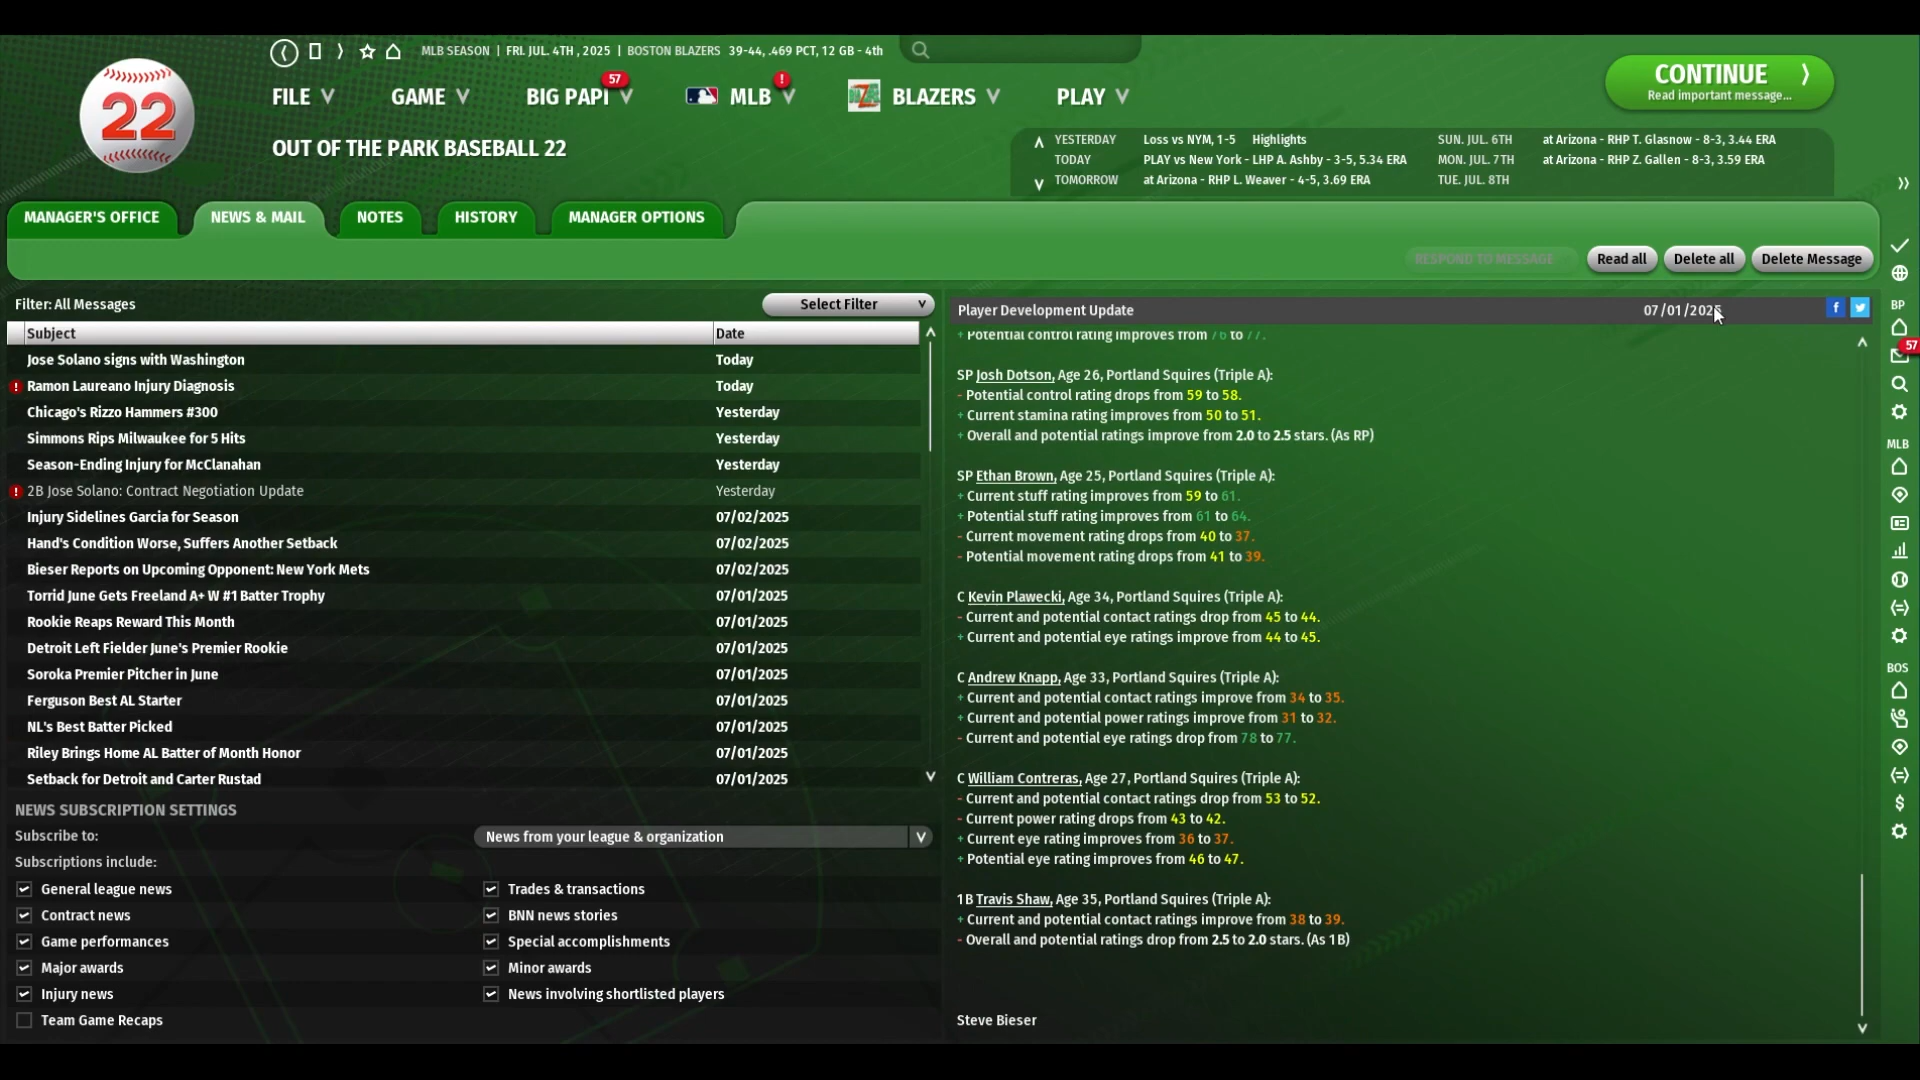 MLB SEASON | FRI. JUL. 4TH, 2025 | BOSTON BLAZERS 39-44, .469 PCT, 12 GB - 4th
22
FILE
GAME
BIG PAPI
57
MLB
!
BLAZERS
PLAY
CONTINUE
Read important message...
OUT OF THE PARK BASEBALL 22
YESTERDAY Loss vs NYM, 1-5 Highlights
TODAY PLAY vs New York - LHP A. Ashby - 3-5, 5.34 ERA
TOMORROW at Arizona - RHP L. Weaver - 4-5, 3.69 ERA
SUN. JUL. 6TH at Arizona - RHP T. Glasnow - 8-3, 3.44 ERA
MON. JUL. 7TH at Arizona - RHP Z. Gallen - 8-3, 3.59 ERA
TUE. JUL. 8TH
MANAGER'S OFFICE
NEWS & MAIL
NOTES
HISTORY
MANAGER OPTIONS
RESPOND TO MESSAGE
Read all
Delete all
Delete Message
Filter: All Messages
Select Filter
Subject Date
Jose Solano signs with Washington Today
! Ramon Laureano Injury Diagnosis Today
Chicago's Rizzo Hammers #300 Yesterday
Simmons Rips Milwaukee for 5 Hits Yesterday
Season-Ending Injury for McClanahan Yesterday
! 2B Jose Solano: Contract Negotiation Update Yesterday
Injury Sidelines Garcia for Season 07/02/2025
Hand's Condition Worse, Suffers Another Setback 07/02/2025
Bieser Reports on Upcoming Opponent: New York Mets 07/02/2025
Torrid June Gets Freeland A+ W #1 Batter Trophy 07/01/2025
Rookie Reaps Reward This Month 07/01/2025
Detroit Left Fielder June's Premier Rookie 07/01/2025
Soroka Premier Pitcher in June 07/01/2025
Ferguson Best AL Starter 07/01/2025
NL's Best Batter Picked 07/01/2025
Riley Brings Home AL Batter of Month Honor 07/01/2025
Setback for Detroit and Carter Rustad 07/01/2025
NEWS SUBSCRIPTION SETTINGS
Subscribe to: News from your league & organization
Subscriptions include:
General league news
Trades & transactions
Contract news
BNN news stories
Game performances
Special accomplishments
Major awards
Minor awards
Injury news
News involving shortlisted players
Team Game Recaps
Player Development Update 07/01/2025
+ Potential control rating improves from 76 to 77.
SP Josh Dotson, Age 26, Portland Squires (Triple A):
- Potential control rating drops from 59 to 58.
+ Current stamina rating improves from 50 to 51.
+ Overall and potential ratings improve from 2.0 to 2.5 stars. (As RP)
SP Ethan Brown, Age 25, Portland Squires (Triple A):
+ Current stuff rating improves from 59 to 61.
+ Potential stuff rating improves from 61 to 64.
- Current movement rating drops from 40 to 37.
- Potential movement rating drops from 41 to 39.
C Kevin Plawecki, Age 34, Portland Squires (Triple A):
- Current and potential contact ratings drop from 45 to 44.
+ Current and potential eye ratings improve from 44 to 45.
C Andrew Knapp, Age 33, Portland Squires (Triple A):
+ Current and potential contact ratings improve from 34 to 35.
+ Current and potential power ratings improve from 31 to 32.
- Current and potential eye ratings drop from 78 to 77.
C William Contreras, Age 27, Portland Squires (Triple A):
- Current and potential contact ratings drop from 53 to 52.
- Current power rating drops from 43 to 42.
+ Current eye rating improves from 36 to 37.
+ Potential eye rating improves from 46 to 47.
1B Travis Shaw, Age 35, Portland Squires (Triple A):
+ Current and potential contact ratings improve from 38 to 39.
- Overall and potential ratings drop from 2.5 to 2.0 stars. (As 1B)
Steve Bieser
BP
57
MLB
BOS
$